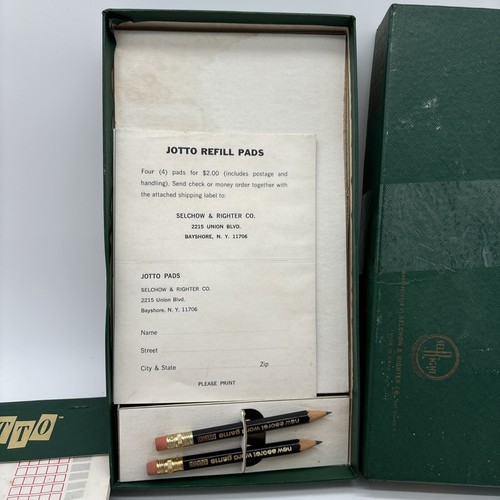 JOTTO REFILL PADS
Four (4) pads for $2.00 (includes postage and
handling). Send check or money order together with
the attached shipping label to:
SELCHOW & RIGHTER CO.
2215 UNION BLVD.
BAYSHORE, N. Y. 11706
JOTTO PADS
SELCHOW & RIGHTER CO.
2215 Union Blvd.
Bayshore, N. Y. 11706
Name
Street
City & State Zip
PLEASE PRINT
new secret word game
new secret word game
TTO
SELCHOW & RIGHTER CO.